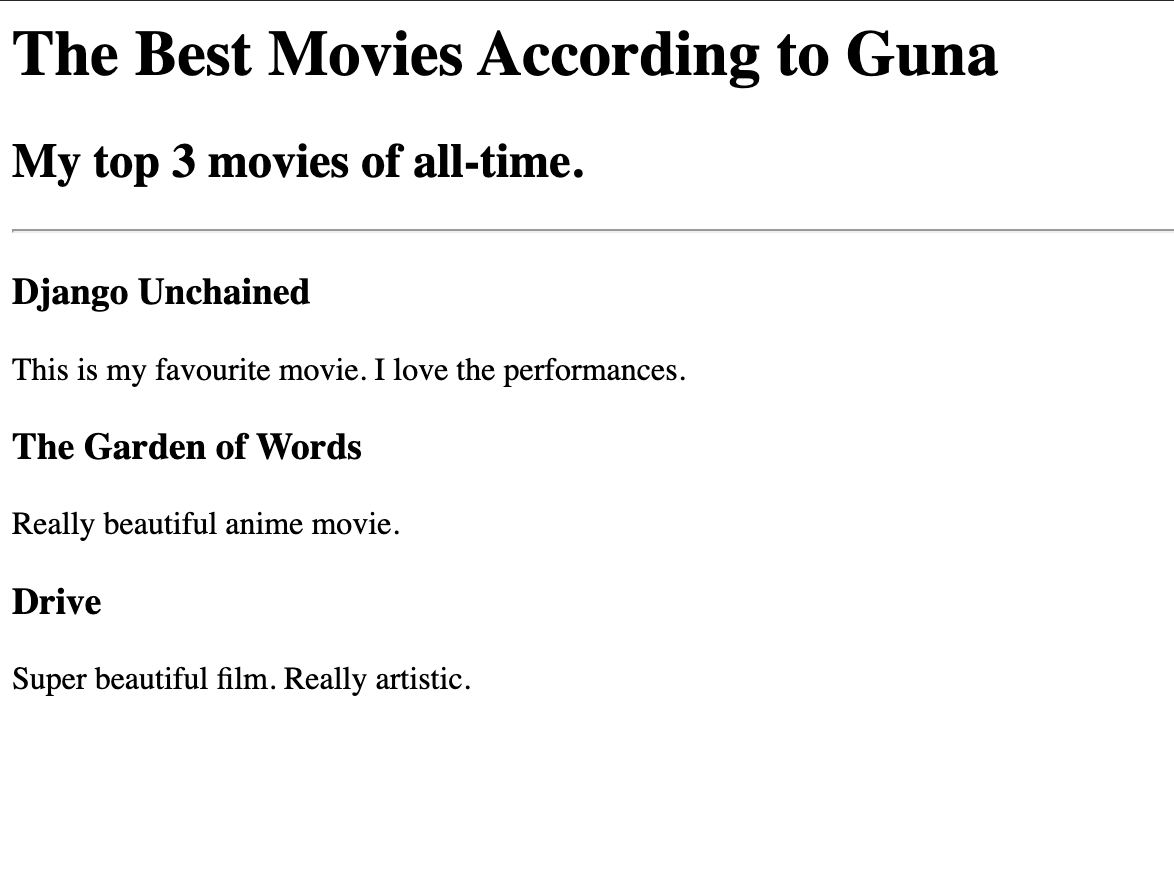 The Best Movies According to Guna
My top 3 movies of all-time.
Django Unchained
This is my favourite movie. I love the performances.
The Garden of Words
Really beautiful anime movie.
Drive
Super beautiful film. Really artistic.